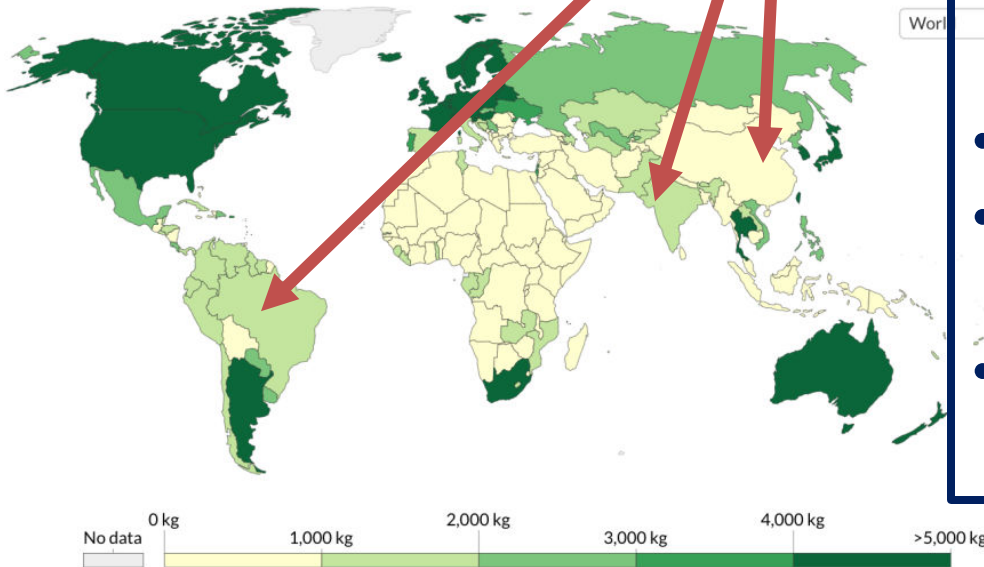 Worl
0 kg
2,000 kg
4,000 kg
No data
1,000 kg
3,000 kg
>5,000 kg